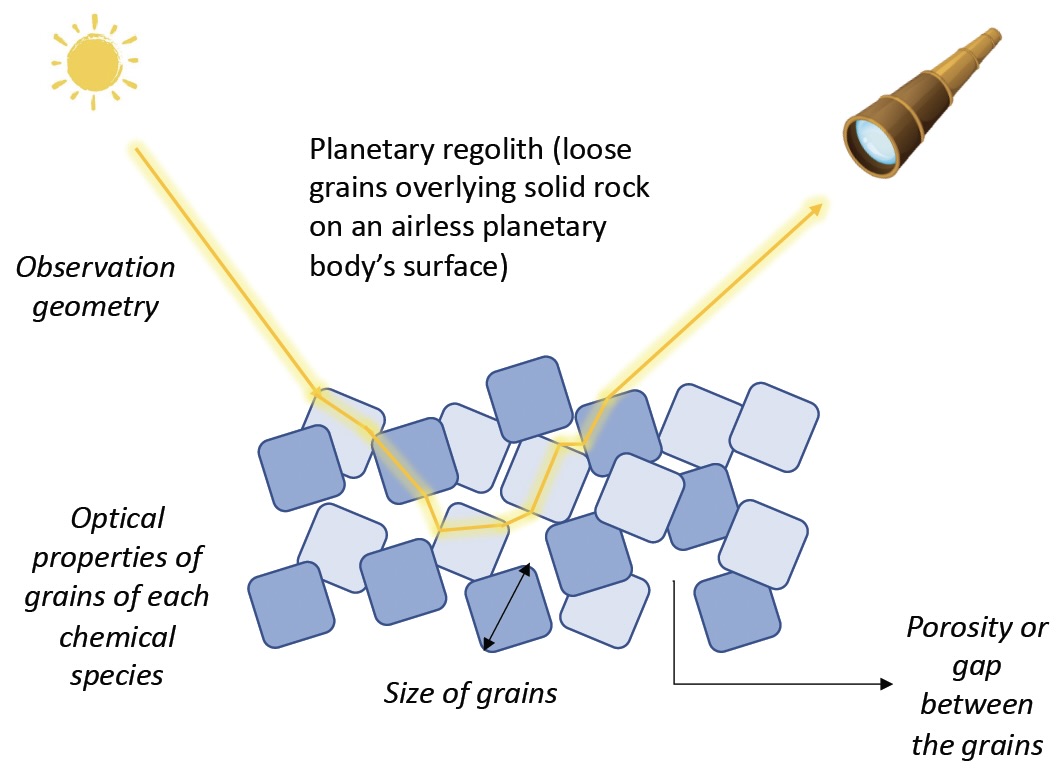 Planetary regolith (loose
grains overlying solid rock
on an airless planetary
body’s surface)
Observation
geometry
Optical
properties of
grains of each
chemical
species
Size of grains
Porosity or
gap
between
the grains